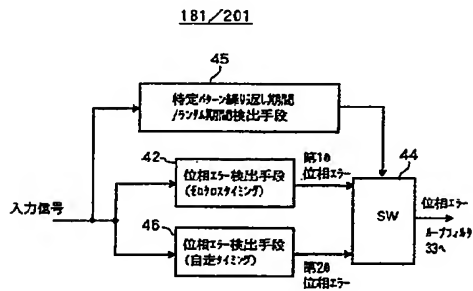 181/201
45
特定パターン繰り返し期間
/ランダム期間検出手段
42
位相エラー検出手段
(ゼロクロスタイミング)
第1の
位相エラー
44
SW
位相エラー
ループフィルタ
33へ
入力信号
46
位相エラー検出手段
(自走タイミング)
第2の
位相エラー